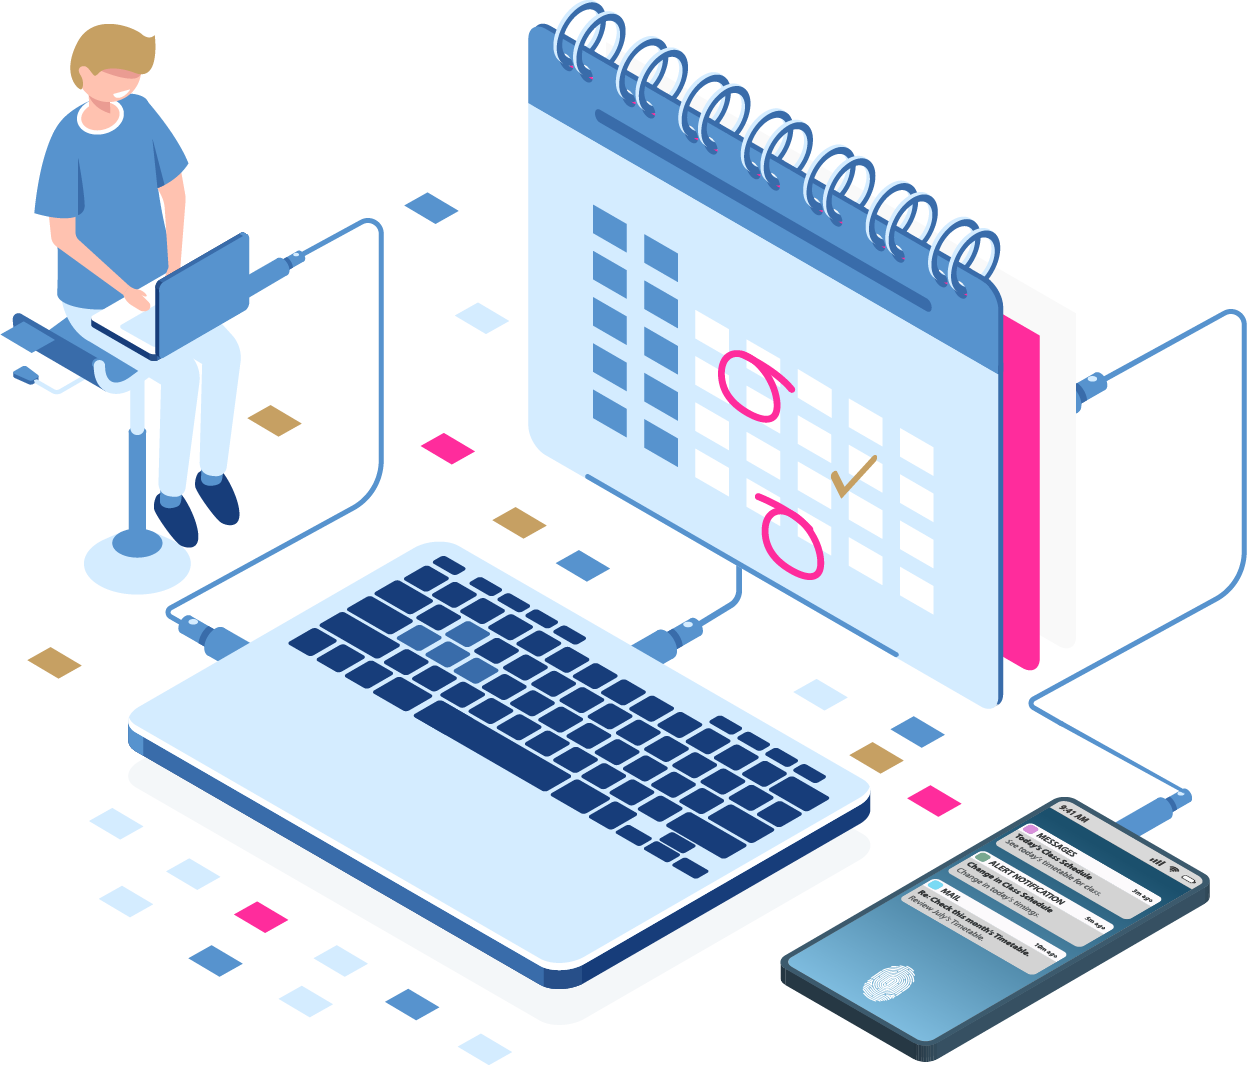 9:41 AM
MESSAGES
3m ago
Today's Class Schedule
See today's timetable for class.
ALERT NOTIFICATION
5m ago
Change in Class Schedule
Change in today's timings.
MAIL
10m ago
Re: Check this month's Timetable.
Review July's Timetable.